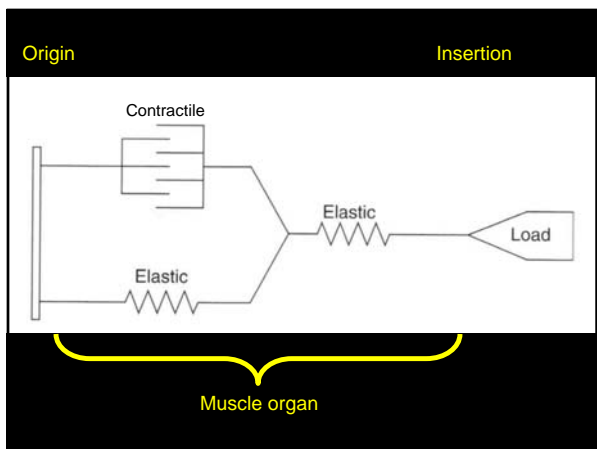 Origin
Insertion
Contractile
Elastic
Load
Elastic
Muscle organ